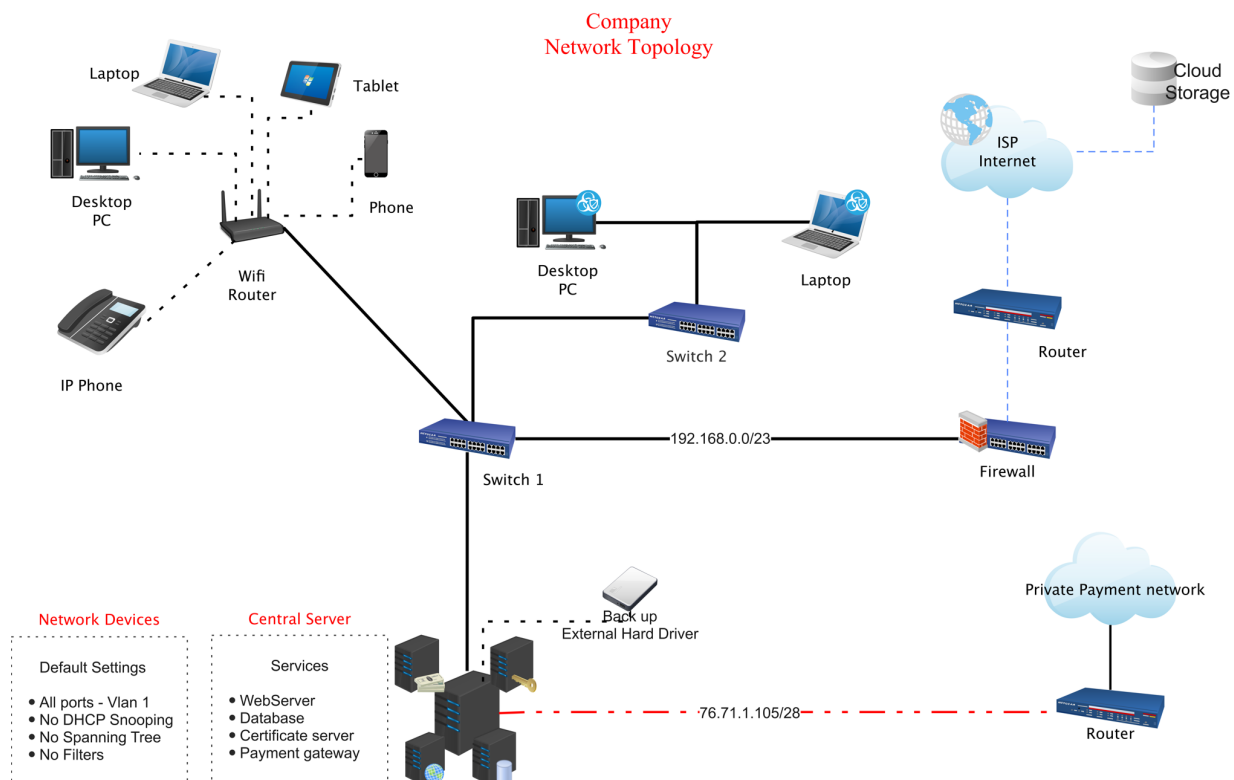 Company
Network Topology
Laptop
Tablet
Cloud
Storage
ISP
Internet
Desktop
PC
Phone
Wifi
Router
Desktop
PC
Laptop
IP Phone
Switch 2
Router
192.168.0.0/23
Switch 1
Firewall
Back up
External Hard Driver
Private Payment network
Network Devices
Default Settings
● All ports - Vlan 1
● No DHCP Snooping
● No Spanning Tree
● No Filters
Central Server
Services
● WebServer
● Database
● Certificate server
● Payment gateway
76.71.1.105/28
Router